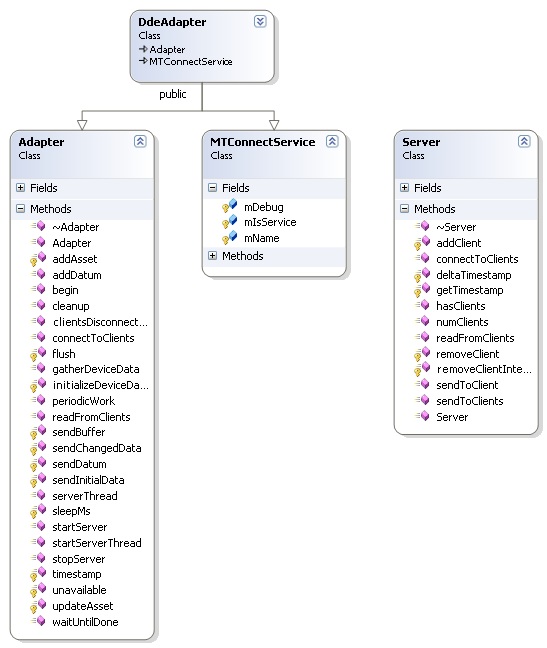 DdeAdapter
Class
Adapter
MTConnectService
public
Adapter
Class
Fields
Methods
~Adapter
Adapter
addAsset
addDatum
begin
cleanup
clientsDisconnect...
connectToClients
flush
gatherDeviceData
initializeDeviceDa...
periodicWork
readFromClients
sendBuffer
sendChangedData
sendDatum
sendInitialData
serverThread
sleepMs
startServer
startServerThread
stopServer
timestamp
unavailable
updateAsset
waitUntilDone
MTConnectService
Class
Fields
mDebug
mIsService
mName
Methods
Server
Class
Fields
Methods
~Server
addClient
connectToClients
deltaTimestamp
getTimestamp
hasClients
numClients
readFromClients
removeClient
removeClientInte...
sendToClient
sendToClients
Server